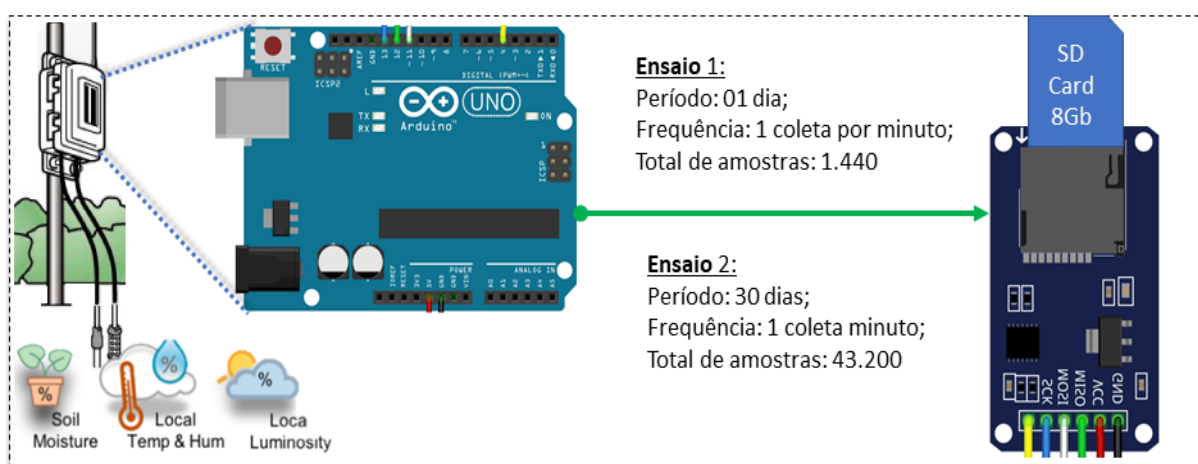 RESET
ICSP2
AREF
GND
13
12
~11
~10
~9
8
7
~6
~5
4
~3
2
TXD▶1
RXD◀0
DIGITAL (PWM=~)
L
TX
RX
Arduino™
UNO
ON
ICSP
1
POWER
ANALOG IN
IOREF
RESET
3V3
5V
GND
GND
VIN
A0
A1
A2
A3
A4
A5
%
Soil
Moisture
%
Local
Temp & Hum
%
Loca
Luminosity
Ensaio 1:
Período: 01 dia;
Frequência: 1 coleta por minuto;
Total de amostras: 1.440
Ensaio 2:
Período: 30 dias;
Frequência: 1 coleta minuto;
Total de amostras: 43.200
SD
Card
8Gb
SCK
MOSI
MISO
VCC
GND